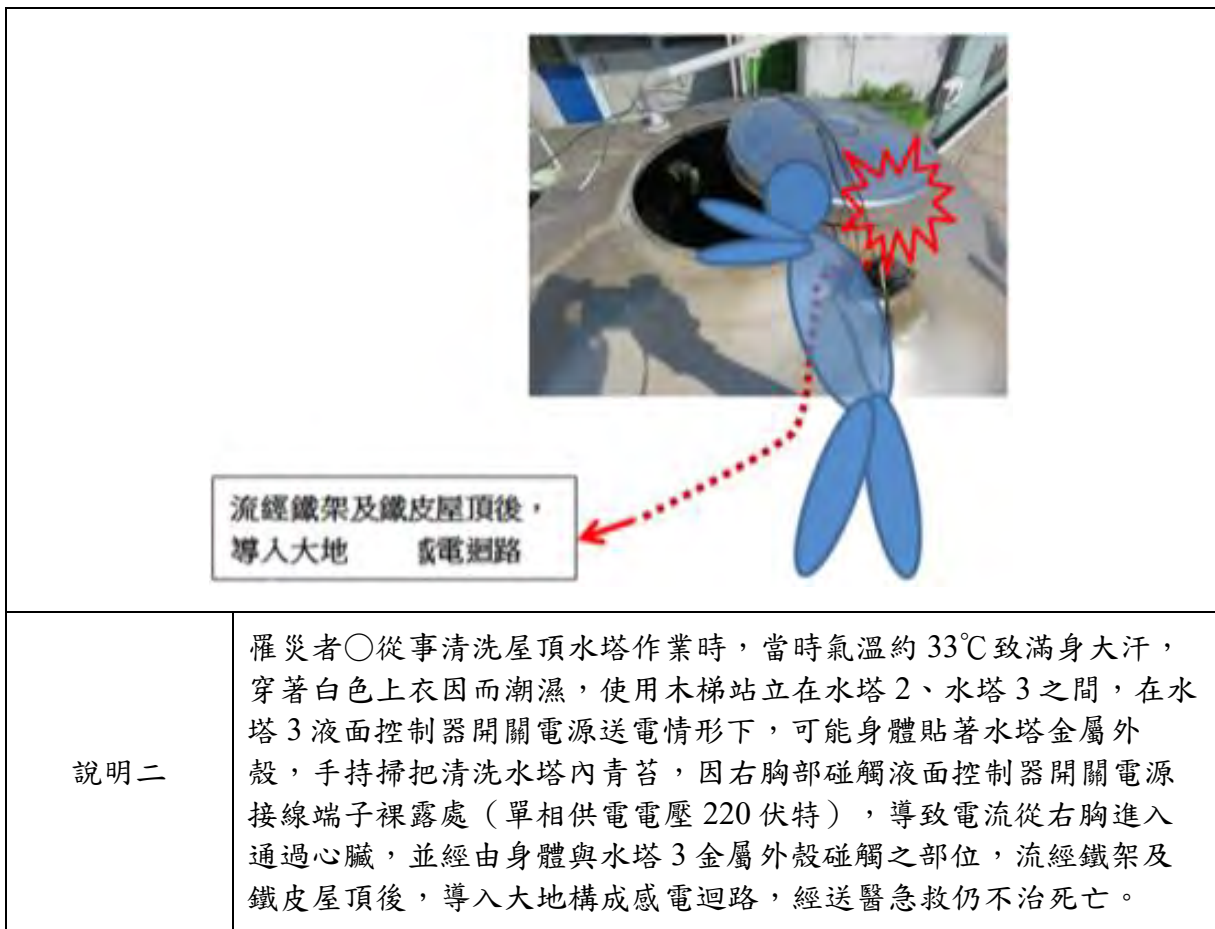 流經鐵架及鐵皮屋頂後，
導入大地 電迴路
說明二
罹災者○從事清洗屋頂水塔作業時，當時氣溫約 33℃致滿身大汗，
穿著白色上衣因而潮濕，使用木梯站立在水塔 2、水塔 3 之間，在水
塔 3 液面控制器開關電源送電情形下，可能身體貼著水塔金屬外
殼，手持掃把清洗水塔內青苔，因右胸部碰觸液面控制器開關電源
接線端子裸露處（單相供電電壓 220 伏特），導致電流從右胸進入
通過心臟，並經由身體與水塔 3 金屬外殼碰觸之部位，流經鐵架及
鐵皮屋頂後，導入大地構成感電迴路，經送醫急救仍不治死亡。